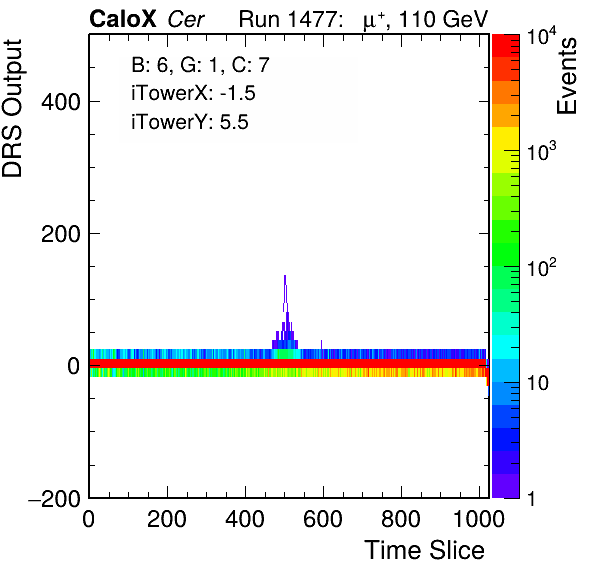 CaloX Cer Run 1477: μ⁺, 110 GeV
B: 6, G: 1, C: 7
iTowerX: -1.5
iTowerY: 5.5
DRS Output
400
200
0
−200
0 200 400 600 800 1000
Time Slice
Events
10⁴
10³
10²
10
1